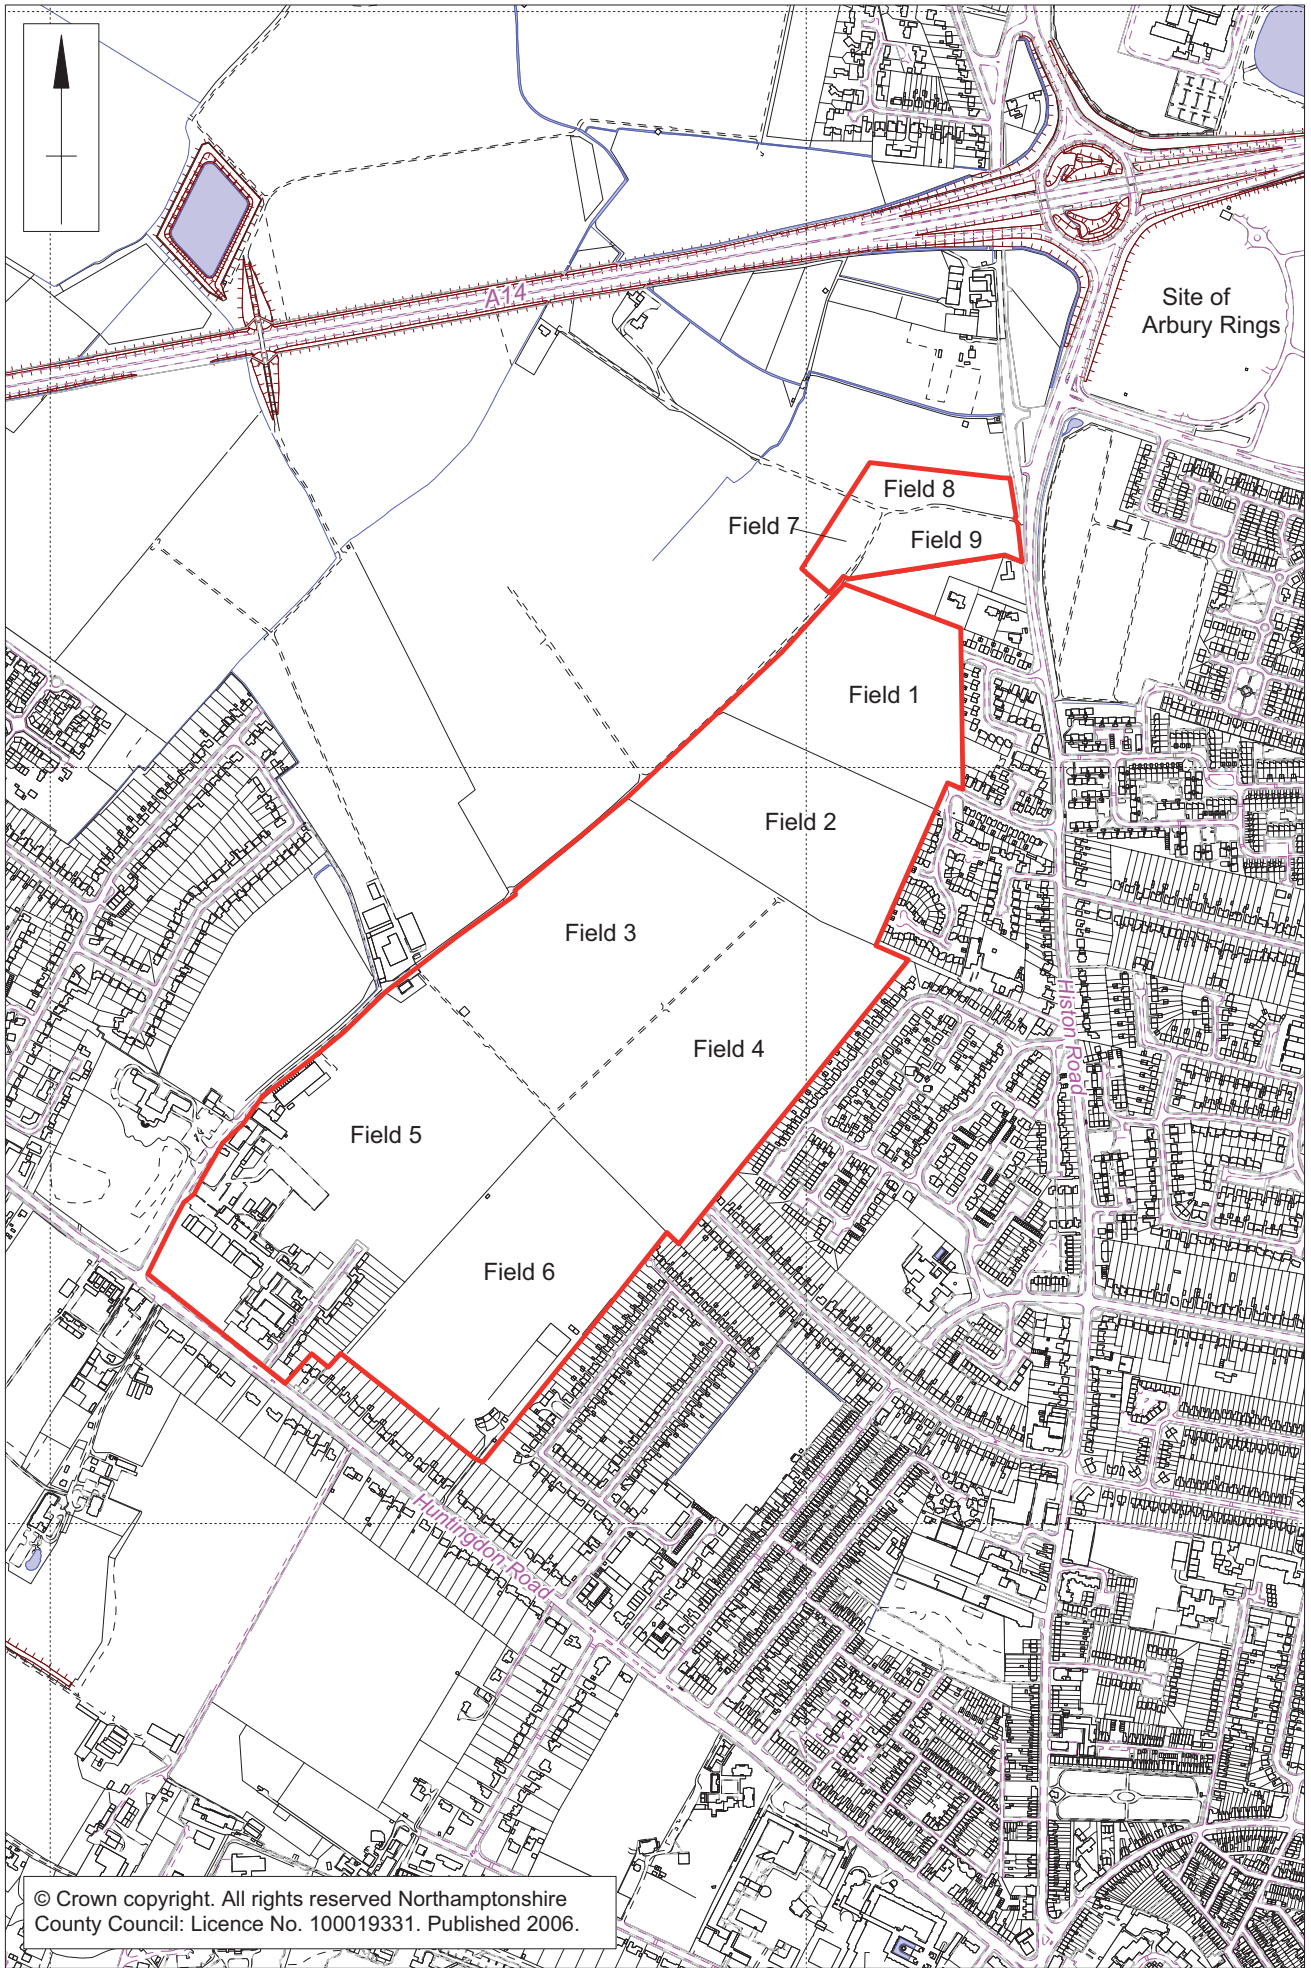 A14
Site of
Arbury Rings
Field 8
Field 7
Field 9
Field 1
Field 2
Field 3
Field 4
Histon Road
Field 5
Field 6
Huntingdon Road
© Crown copyright. All rights reserved Northamptonshire
County Council: Licence No. 100019331. Published 2006.